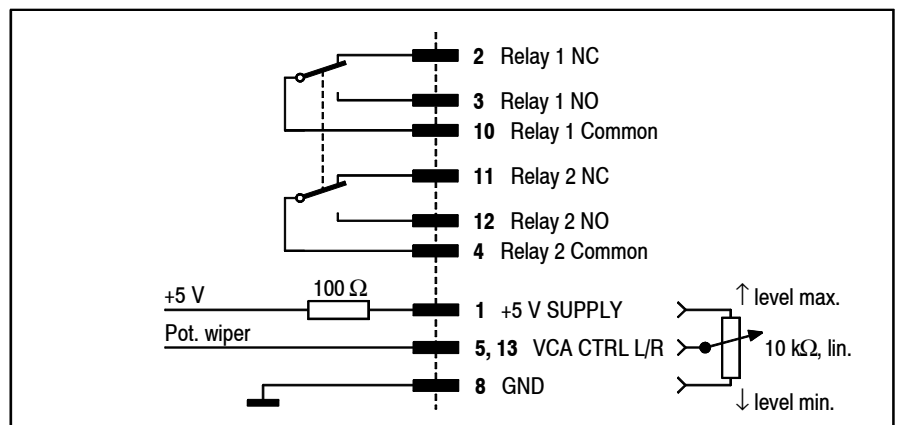 2 Relay 1 NC
3 Relay 1 NO
10 Relay 1 Common
11 Relay 2 NC
12 Relay 2 NO
4 Relay 2 Common
+5 V 100 Ω 1 +5 V SUPPLY ↑ level max.
Pot. wiper 5, 13 VCA CTRL L/R 10 kΩ, lin.
8 GND ↓ level min.